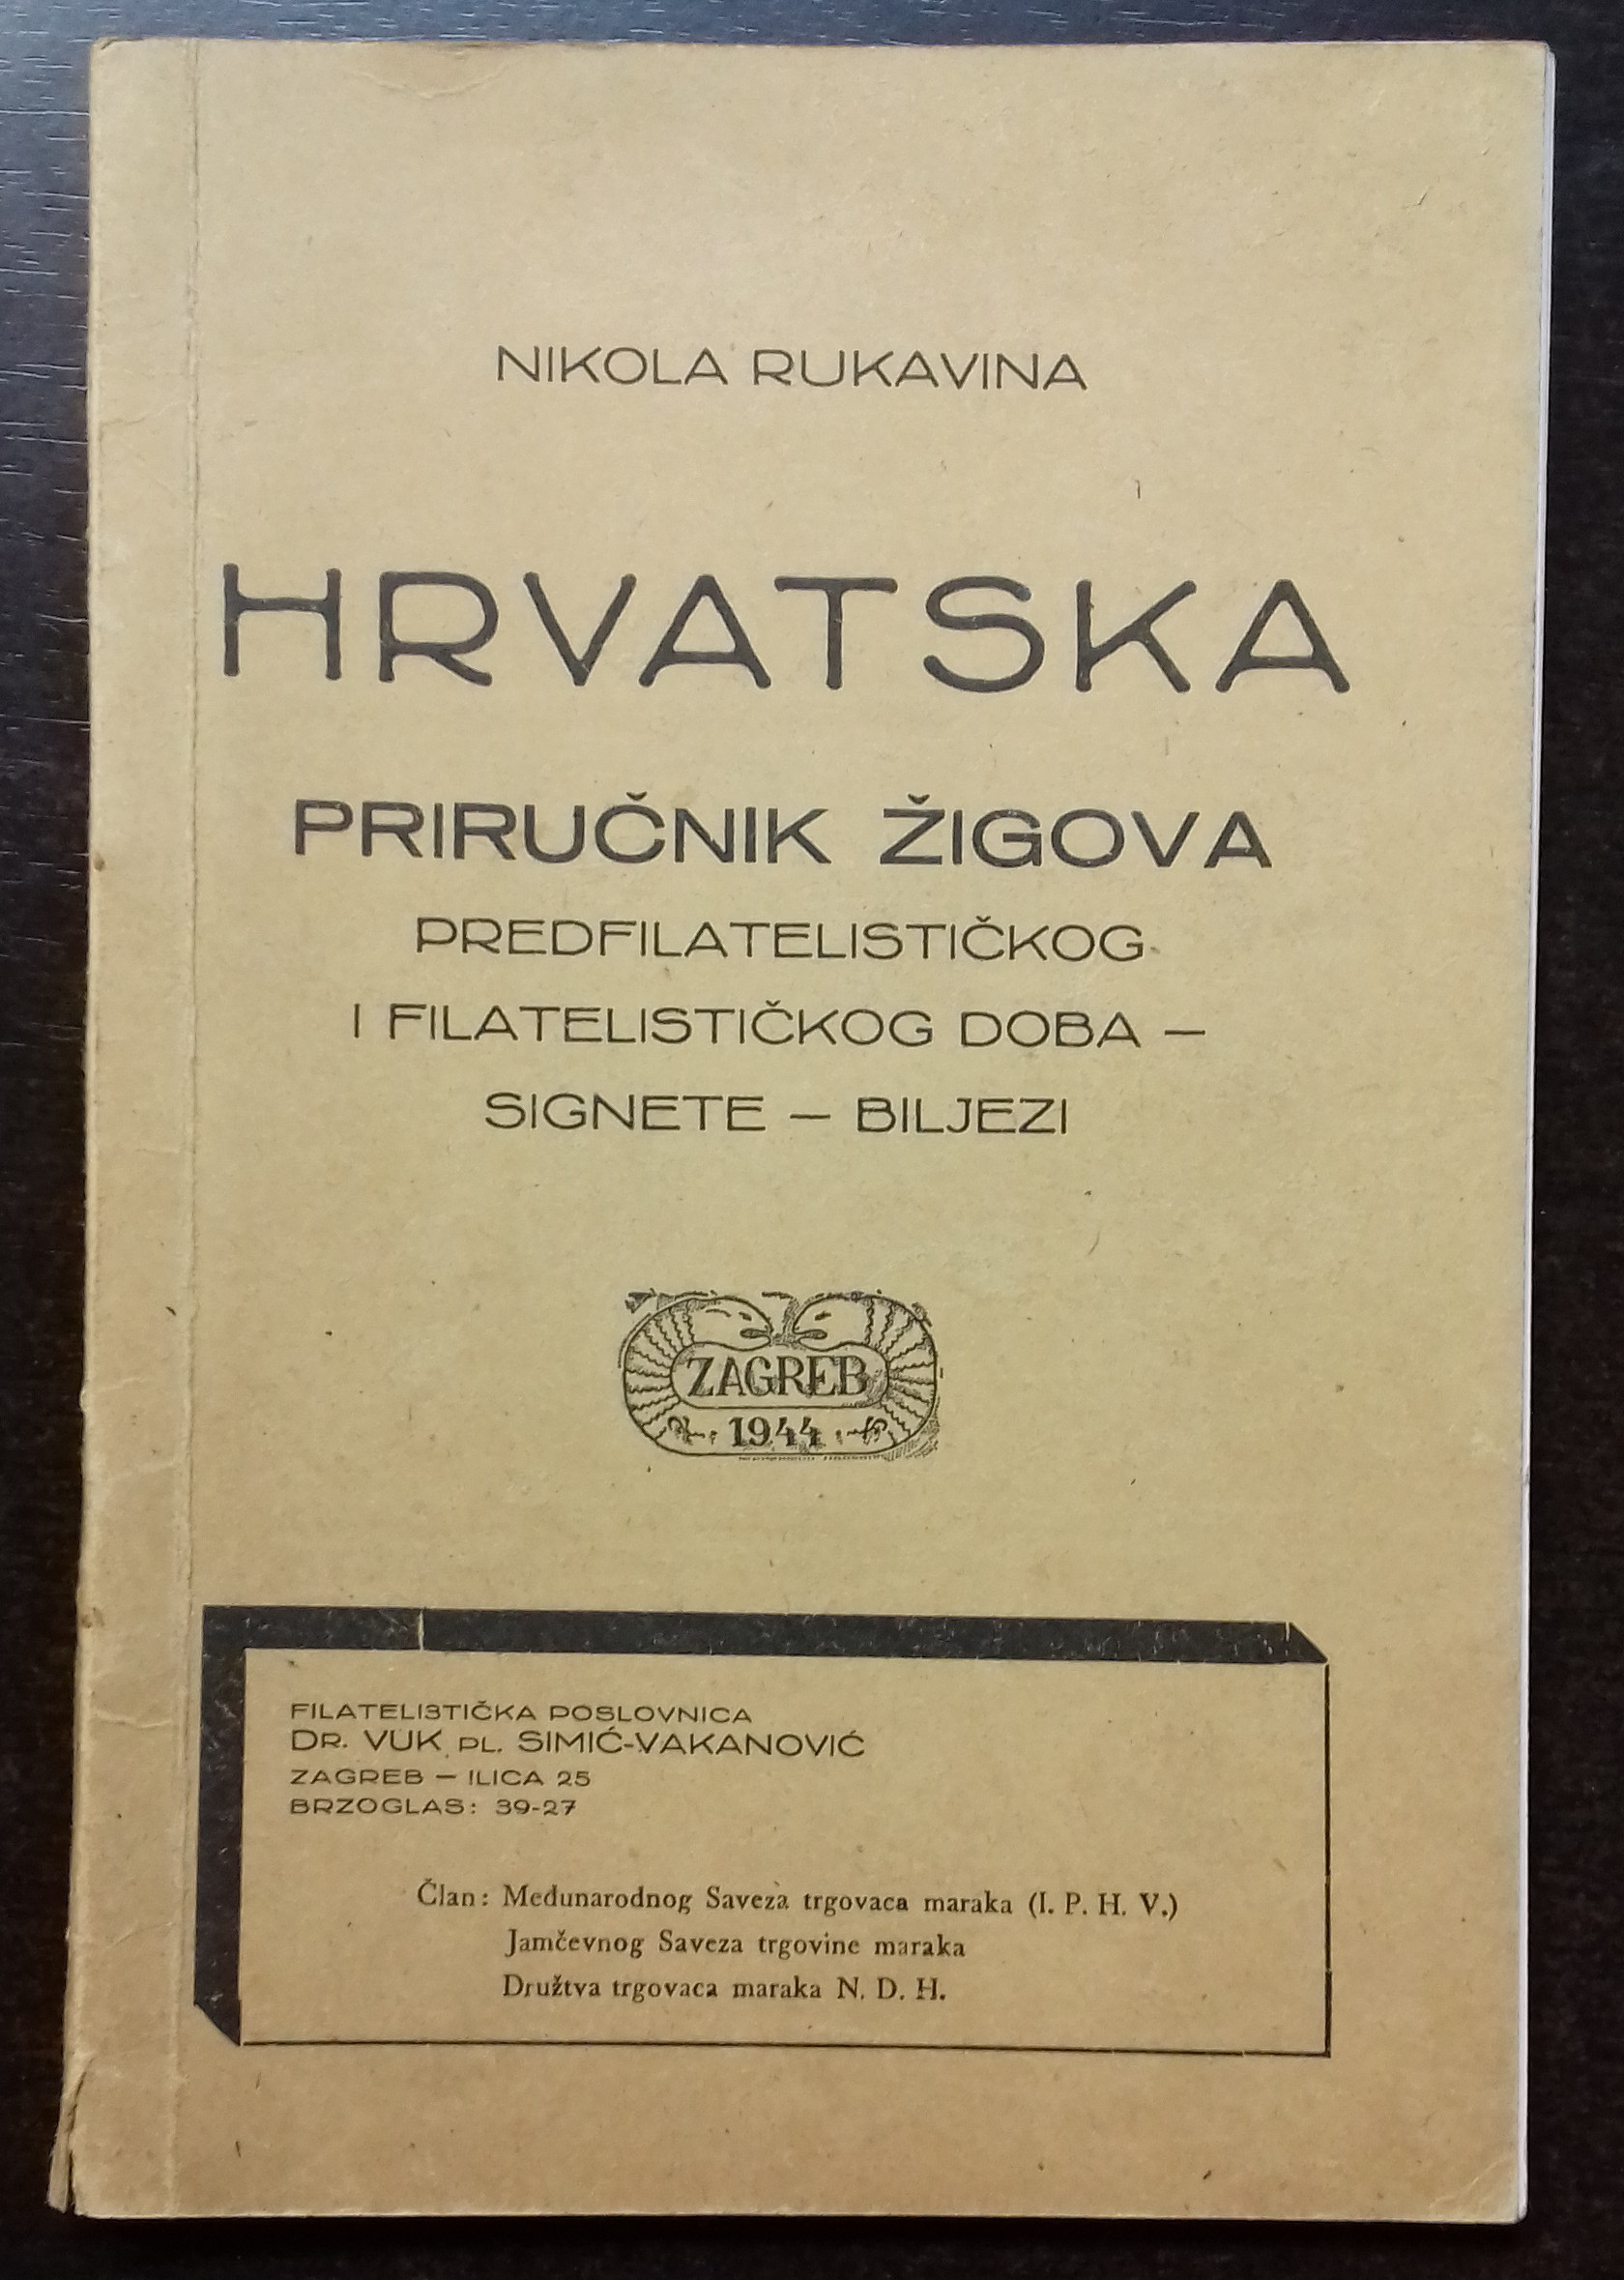 NIKOLA RUKAVINA
HRVATSKA
PRIRUČNIK ŽIGOVA
PREDFILATELISTIČKOG
I FILATELISTIČKOG DOBA —
SIGNETE — BILJEZI
ZAGREB
1944
FILATELISTIČKA POSLOVNICA
DR. VUK PL. SIMIĆ-VAKANOVIĆ
ZAGREB — ILICA 25
BRZOGLAS: 39-27
Član: Međunarodnog Saveza trgovaca maraka (I. P. H. V.)
Jamčevnog Saveza trgovine maraka
Družtva trgovaca maraka N. D. H.